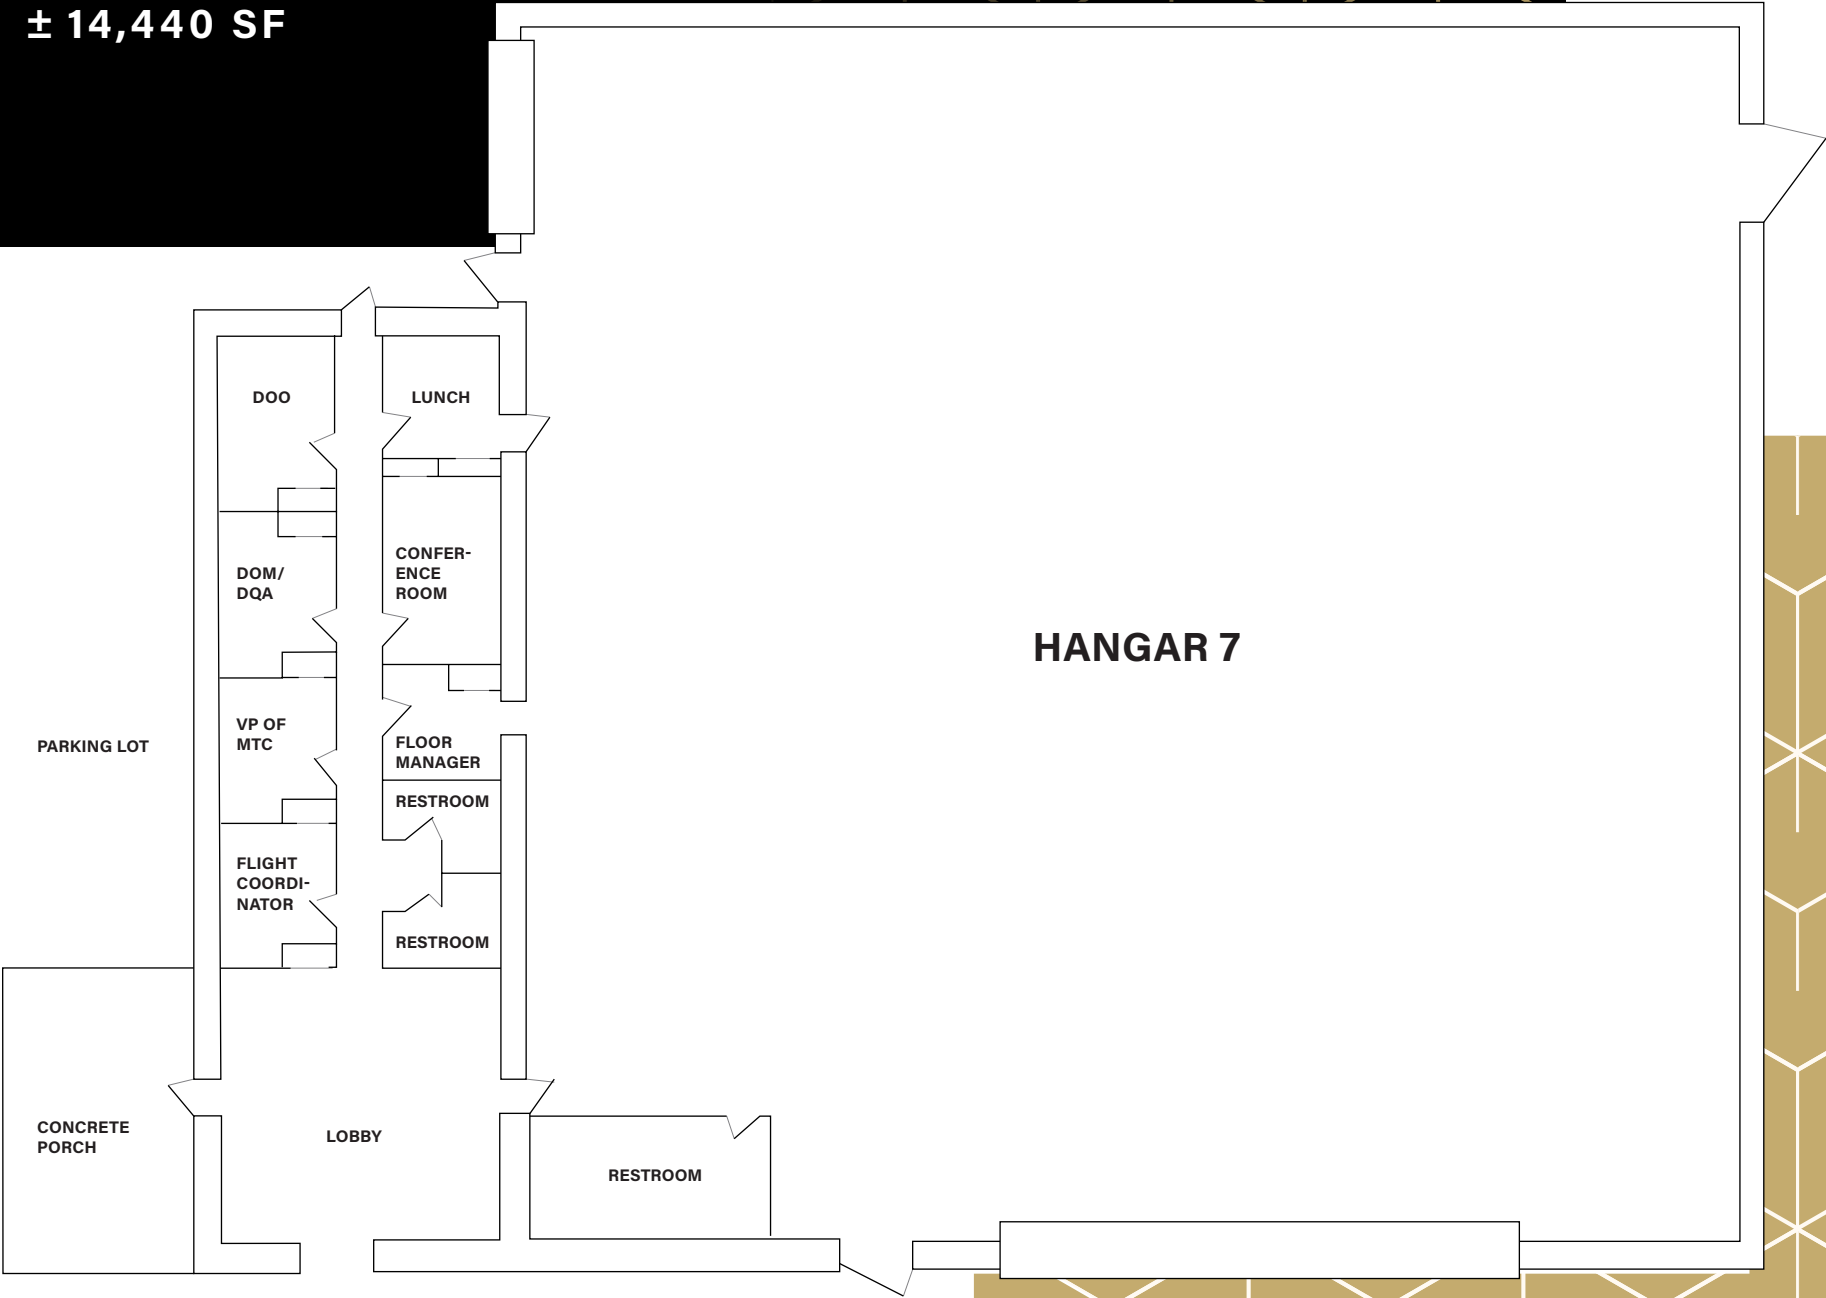 ± 14,440 SF
DOO
LUNCH
CONFER-
ENCE
ROOM
DOM/
DQA
HANGAR 7
VP OF
MTC
PARKING LOT
FLOOR
MANAGER
RESTROOM
FLIGHT
COORDI-
NATOR
RESTROOM
CONCRETE
PORCH
LOBBY
RESTROOM